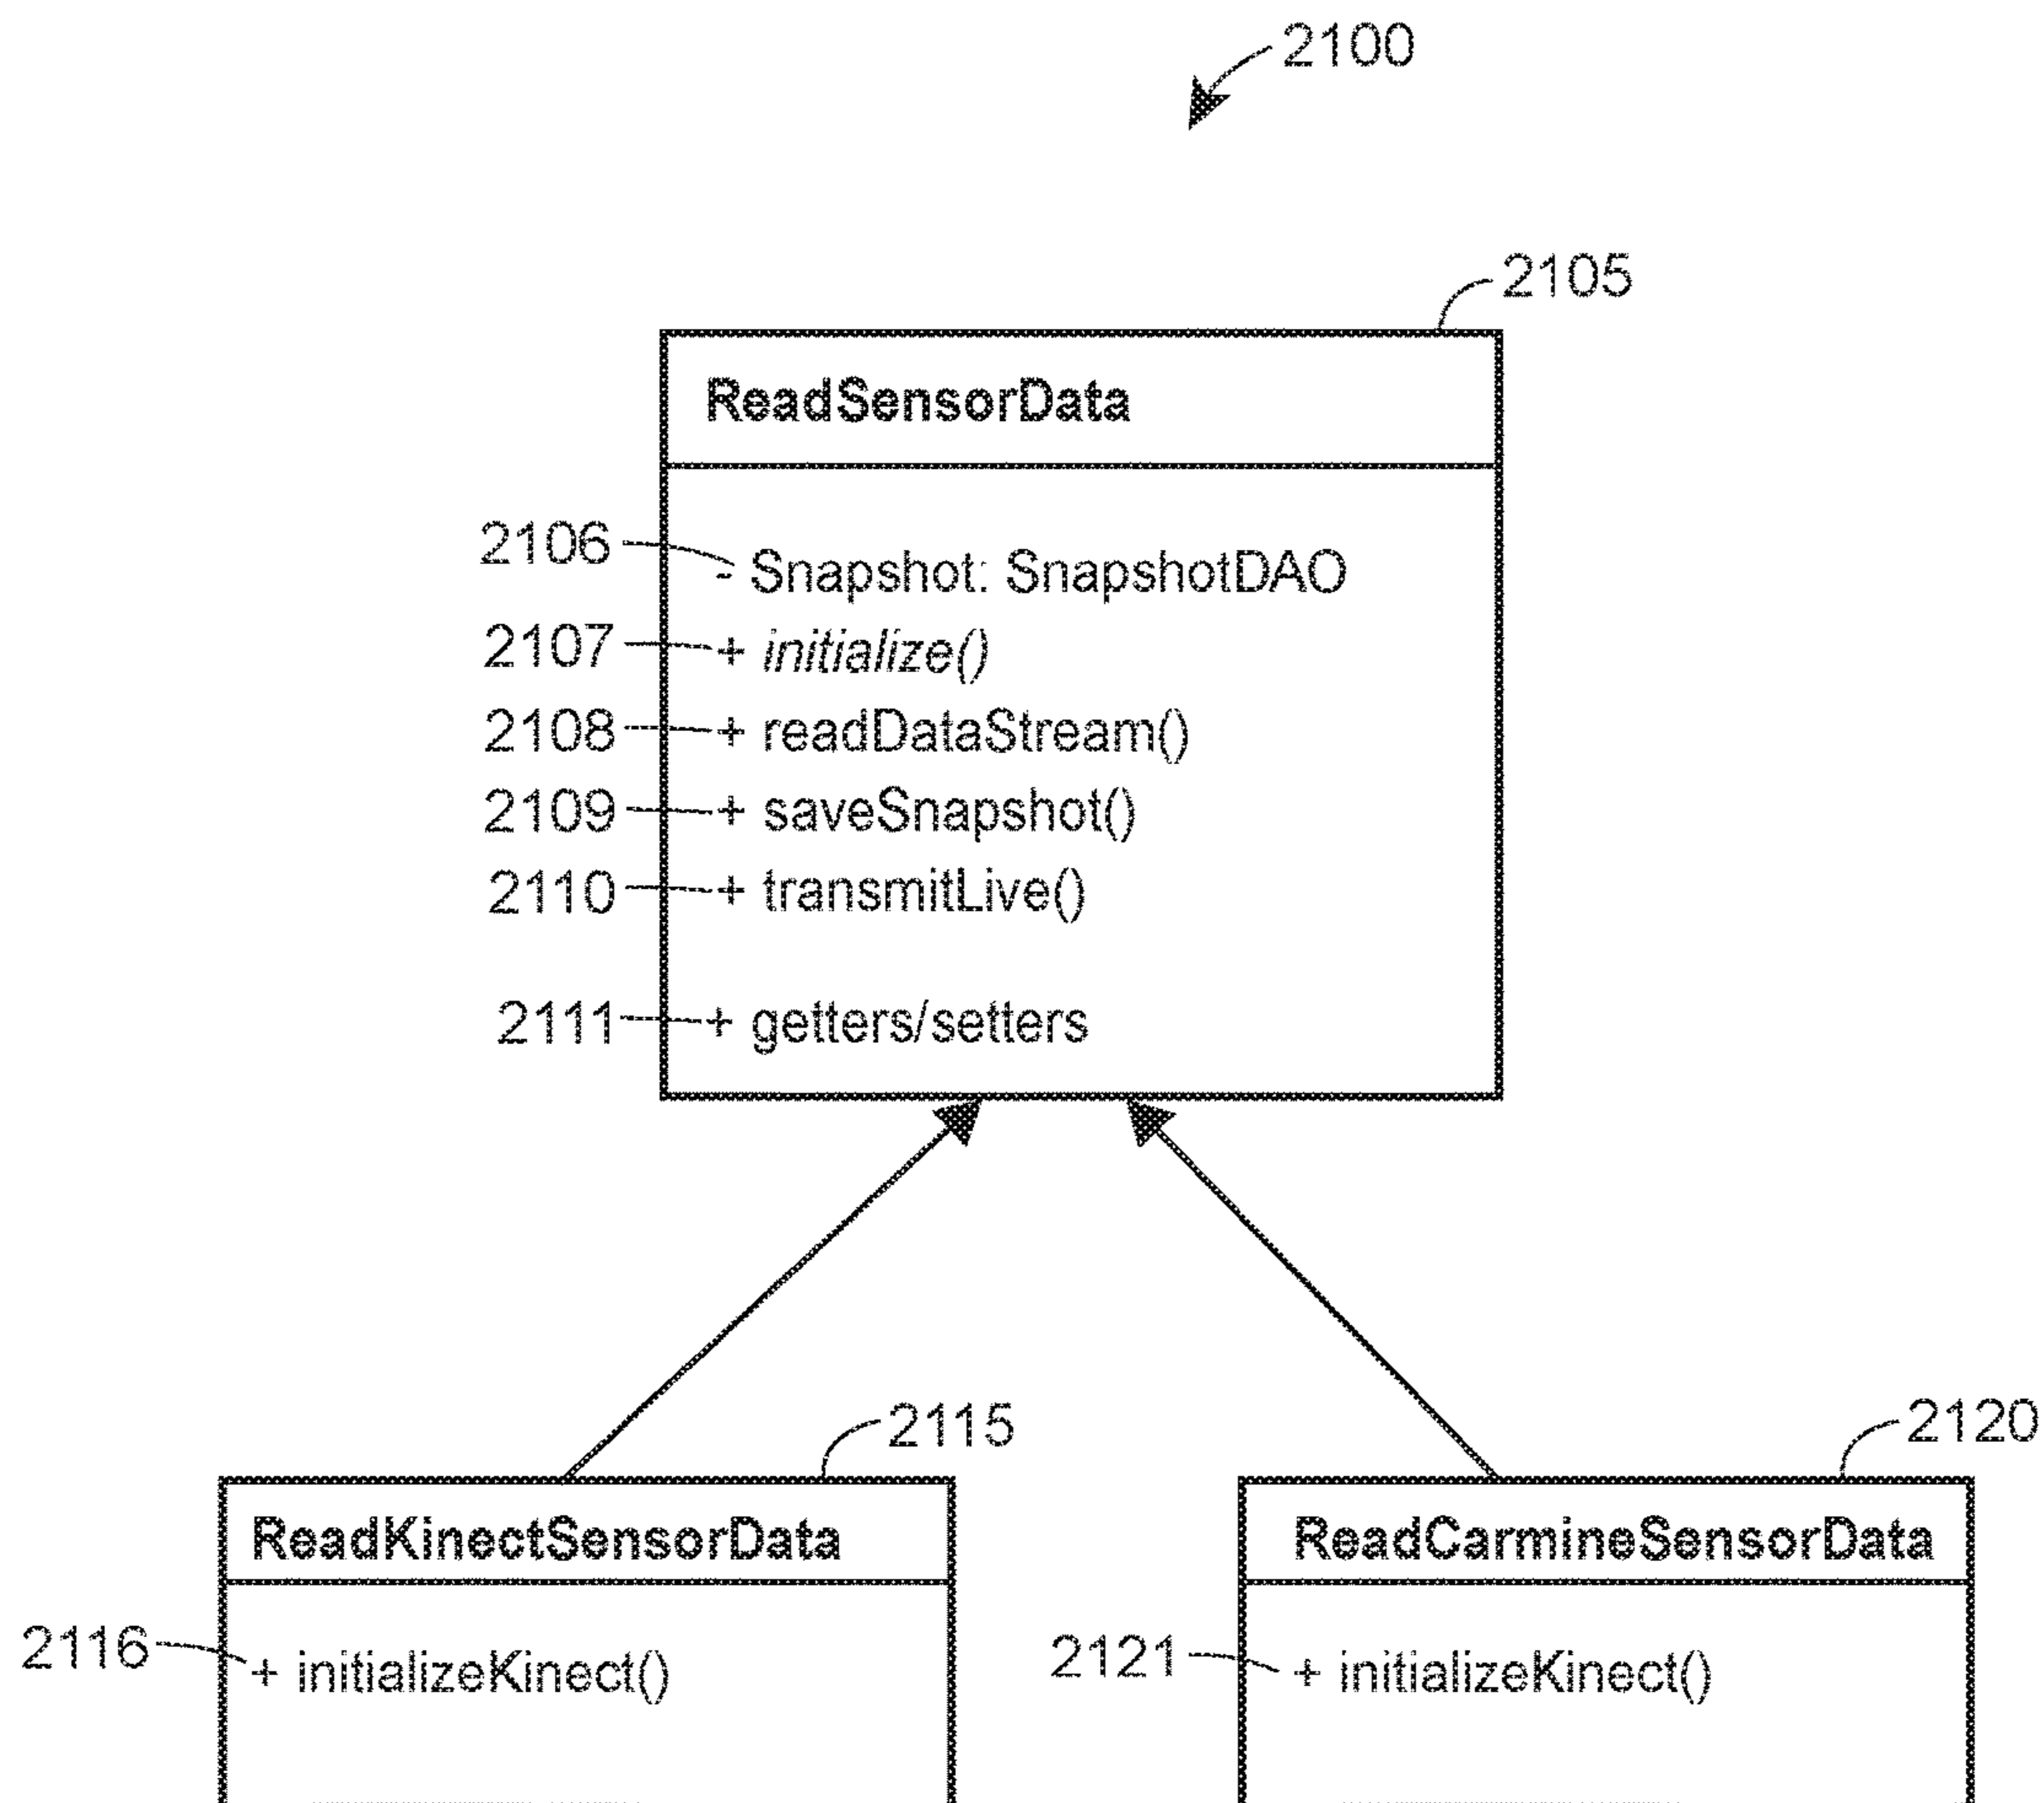 2100
2105
ReadSensorData
2106 - Snapshot: SnapshotDAO
2107 + initialize()
2108 + readDataStream()
2109 + saveSnapshot()
2110 + transmitLive()
2111 + getters/setters
2115
2120
ReadKinectSensorData
ReadCarmineSensorData
2116 + initializeKinect()
2121 + initializeKinect()